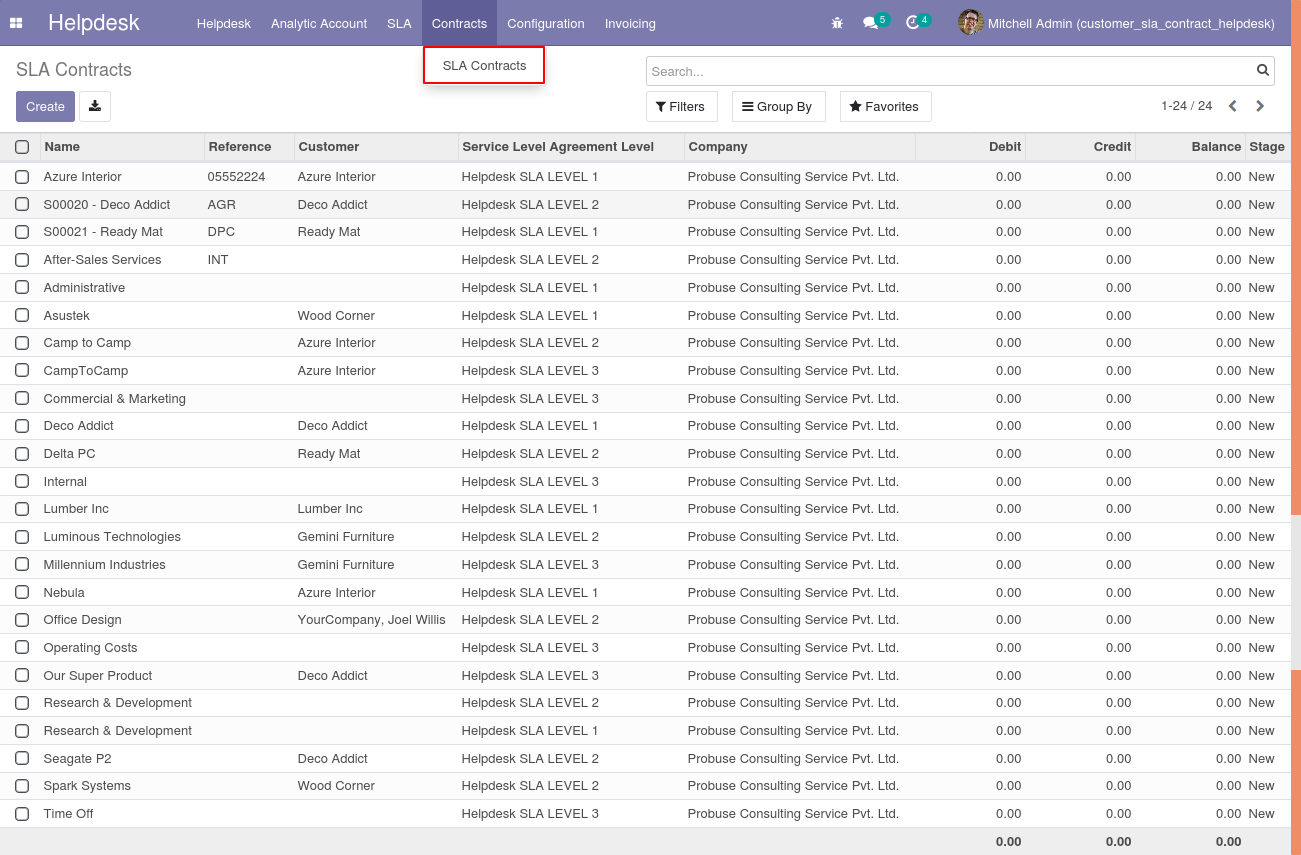 Helpdesk Helpdesk Analytic Account SLA Contracts Configuration Invoicing 5 4 Mitchell Admin (customer_sla_contract_helpdesk)
SLA Contracts
SLA Contracts
Search...
Create Filters Group By Favorites 1-24 / 24
Name Reference Customer Service Level Agreement Level Company Debit Credit Balance Stage
Azure Interior 05552224 Azure Interior Helpdesk SLA LEVEL 1 Probuse Consulting Service Pvt. Ltd. 0.00 0.00 0.00 New
S00020 - Deco Addict AGR Deco Addict Helpdesk SLA LEVEL 2 Probuse Consulting Service Pvt. Ltd. 0.00 0.00 0.00 New
S00021 - Ready Mat DPC Ready Mat Helpdesk SLA LEVEL 1 Probuse Consulting Service Pvt. Ltd. 0.00 0.00 0.00 New
After-Sales Services INT Helpdesk SLA LEVEL 2 Probuse Consulting Service Pvt. Ltd. 0.00 0.00 0.00 New
Administrative Helpdesk SLA LEVEL 1 Probuse Consulting Service Pvt. Ltd. 0.00 0.00 0.00 New
Asustek Wood Corner Helpdesk SLA LEVEL 1 Probuse Consulting Service Pvt. Ltd. 0.00 0.00 0.00 New
Camp to Camp Azure Interior Helpdesk SLA LEVEL 2 Probuse Consulting Service Pvt. Ltd. 0.00 0.00 0.00 New
CampToCamp Azure Interior Helpdesk SLA LEVEL 3 Probuse Consulting Service Pvt. Ltd. 0.00 0.00 0.00 New
Commercial & Marketing Helpdesk SLA LEVEL 3 Probuse Consulting Service Pvt. Ltd. 0.00 0.00 0.00 New
Deco Addict Deco Addict Helpdesk SLA LEVEL 1 Probuse Consulting Service Pvt. Ltd. 0.00 0.00 0.00 New
Delta PC Ready Mat Helpdesk SLA LEVEL 2 Probuse Consulting Service Pvt. Ltd. 0.00 0.00 0.00 New
Internal Helpdesk SLA LEVEL 3 Probuse Consulting Service Pvt. Ltd. 0.00 0.00 0.00 New
Lumber Inc Lumber Inc Helpdesk SLA LEVEL 1 Probuse Consulting Service Pvt. Ltd. 0.00 0.00 0.00 New
Luminous Technologies Gemini Furniture Helpdesk SLA LEVEL 2 Probuse Consulting Service Pvt. Ltd. 0.00 0.00 0.00 New
Millennium Industries Gemini Furniture Helpdesk SLA LEVEL 3 Probuse Consulting Service Pvt. Ltd. 0.00 0.00 0.00 New
Nebula Azure Interior Helpdesk SLA LEVEL 1 Probuse Consulting Service Pvt. Ltd. 0.00 0.00 0.00 New
Office Design YourCompany, Joel Willis Helpdesk SLA LEVEL 2 Probuse Consulting Service Pvt. Ltd. 0.00 0.00 0.00 New
Operating Costs Helpdesk SLA LEVEL 3 Probuse Consulting Service Pvt. Ltd. 0.00 0.00 0.00 New
Our Super Product Deco Addict Helpdesk SLA LEVEL 3 Probuse Consulting Service Pvt. Ltd. 0.00 0.00 0.00 New
Research & Development Helpdesk SLA LEVEL 2 Probuse Consulting Service Pvt. Ltd. 0.00 0.00 0.00 New
Research & Development Helpdesk SLA LEVEL 1 Probuse Consulting Service Pvt. Ltd. 0.00 0.00 0.00 New
Seagate P2 Deco Addict Helpdesk SLA LEVEL 2 Probuse Consulting Service Pvt. Ltd. 0.00 0.00 0.00 New
Spark Systems Wood Corner Helpdesk SLA LEVEL 2 Probuse Consulting Service Pvt. Ltd. 0.00 0.00 0.00 New
Time Off Helpdesk SLA LEVEL 3 Probuse Consulting Service Pvt. Ltd. 0.00 0.00 0.00 New
0.00 0.00 0.00